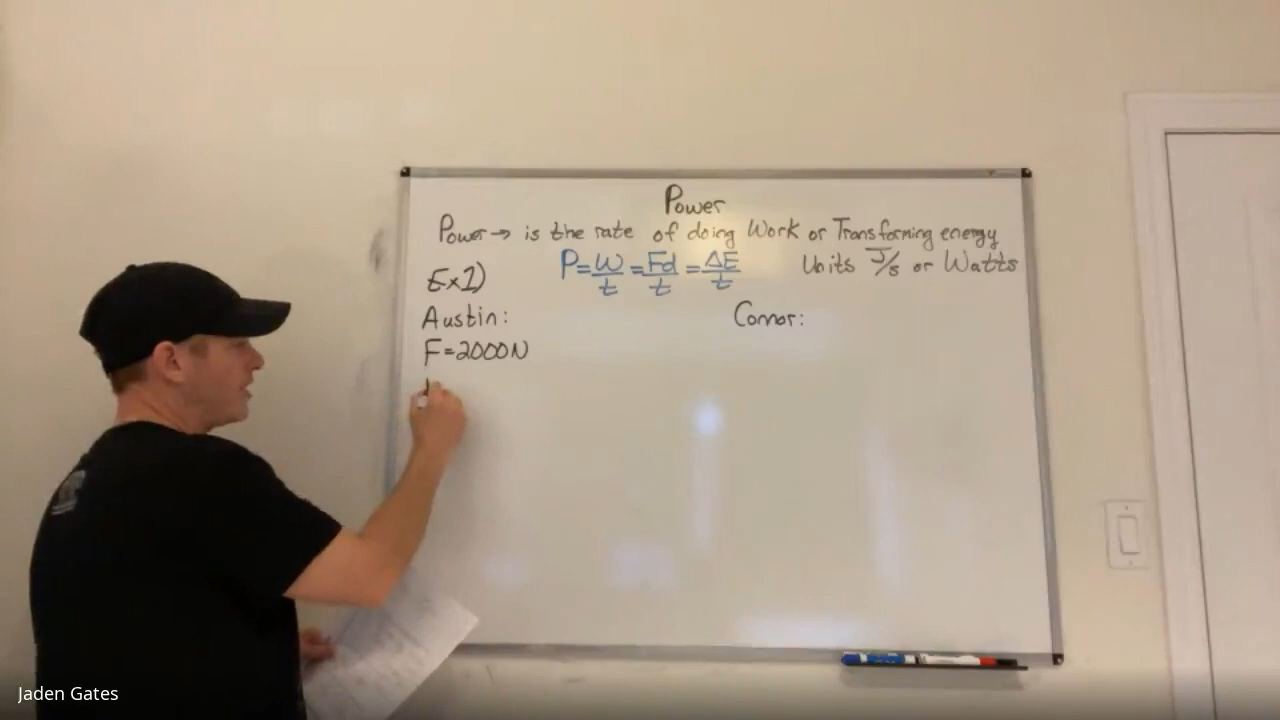 Power
Power→ is the rate of doing Work or Transforming energy
P=W/t=Fd/t=ΔE/t
Units J/s or Watts
Ex1)
Austin:
Connor:
F=2000N
Jaden Gates